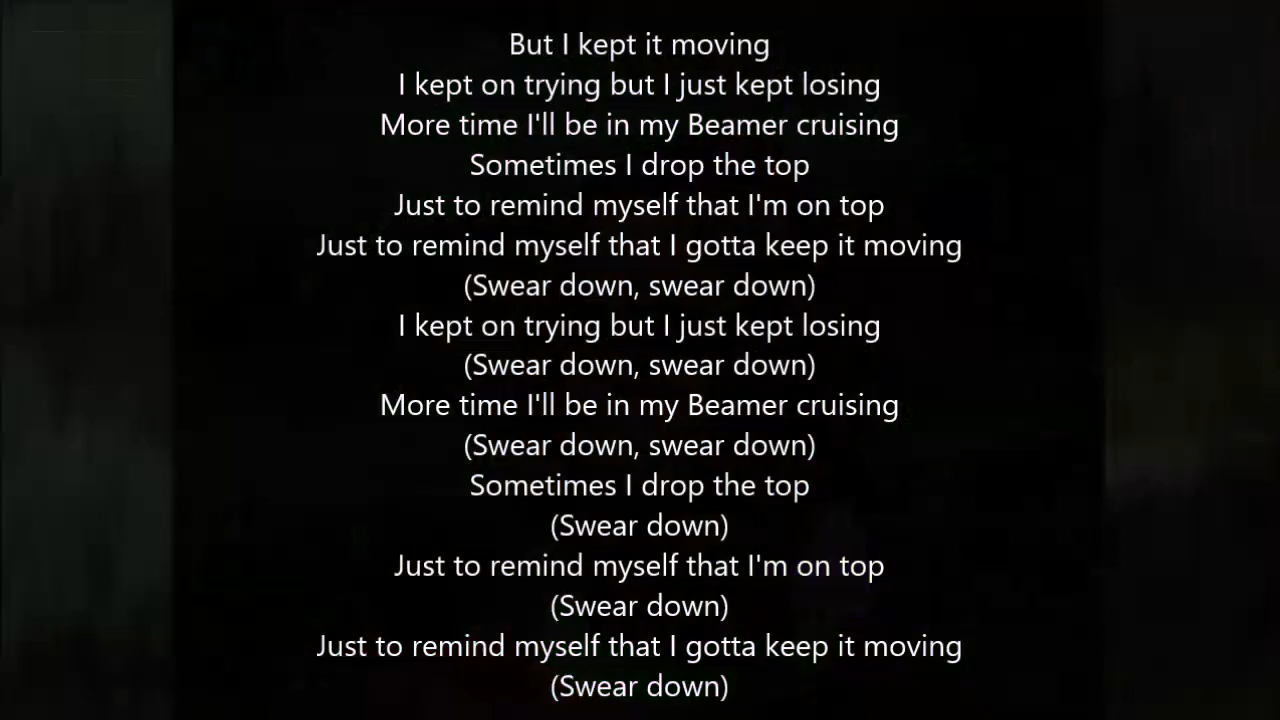 But I kept it moving
I kept on trying but I just kept losing
More time I'll be in my Beamer cruising
Sometimes I drop the top
Just to remind myself that I'm on top
Just to remind myself that I gotta keep it moving
(Swear down, swear down)
I kept on trying but I just kept losing
(Swear down, swear down)
More time I'll be in my Beamer cruising
(Swear down, swear down)
Sometimes I drop the top
(Swear down)
Just to remind myself that I'm on top
(Swear down)
Just to remind myself that I gotta keep it moving
(Swear down)